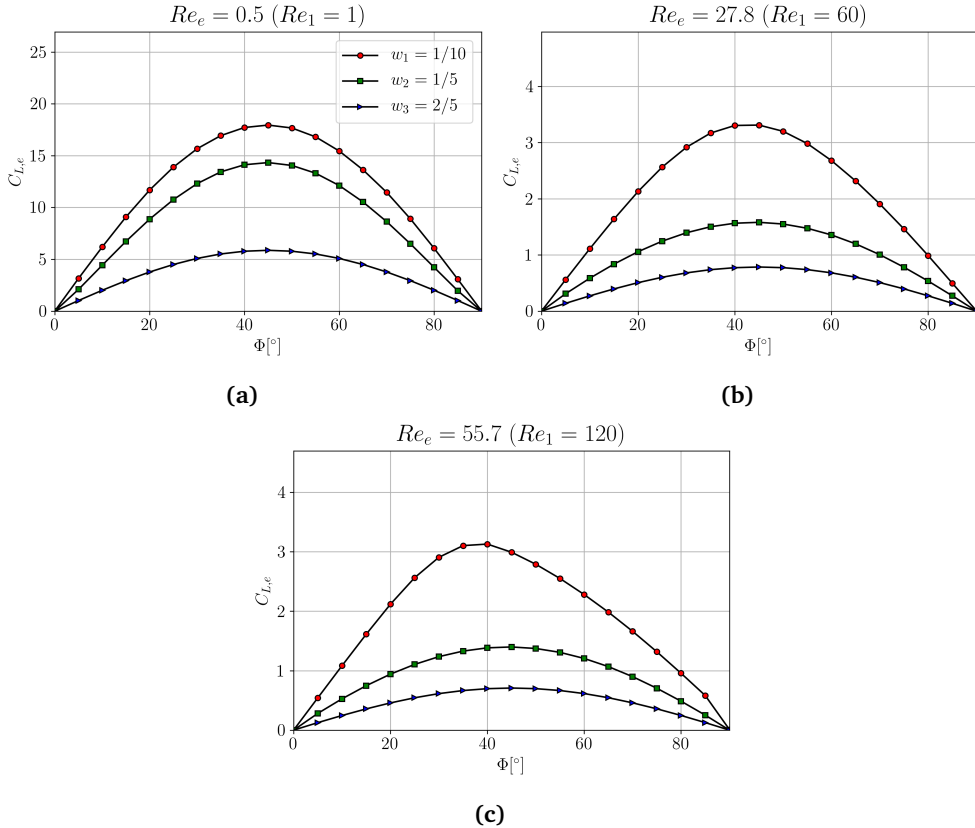 Re_e = 0.5 (Re_1 = 1)
25
20
15
10
5
0
C_{L,e}
w_1 = 1/10
w_2 = 1/5
w_3 = 2/5
0 20 40 60 80
Φ[°]
(a)
Re_e = 27.8 (Re_1 = 60)
4
3
2
1
0
C_{L,e}
0 20 40 60 80
Φ[°]
(b)
Re_e = 55.7 (Re_1 = 120)
4
3
2
1
0
C_{L,e}
0 20 40 60 80
Φ[°]
(c)